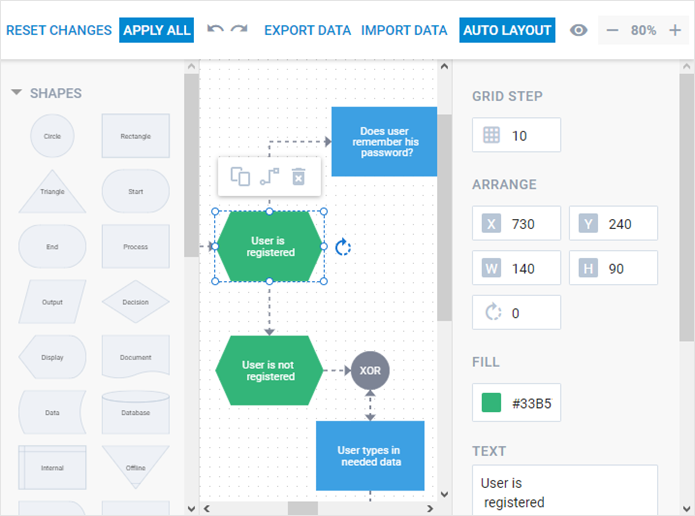 RESET CHANGES APPLY ALL EXPORT DATA IMPORT DATA AUTO LAYOUT 80%
SHAPES
Circle Rectangle
Triangle Start
End Process
Output Decision
Display Document
Data Database
Internal Offline
Does user
remember his
password?
User is
registered
User is not
registered
XOR
User types in
needed data
GRID STEP
10
ARRANGE
X 730 Y 240
W 140 H 90
0
FILL
#33B5
TEXT
User is
registered